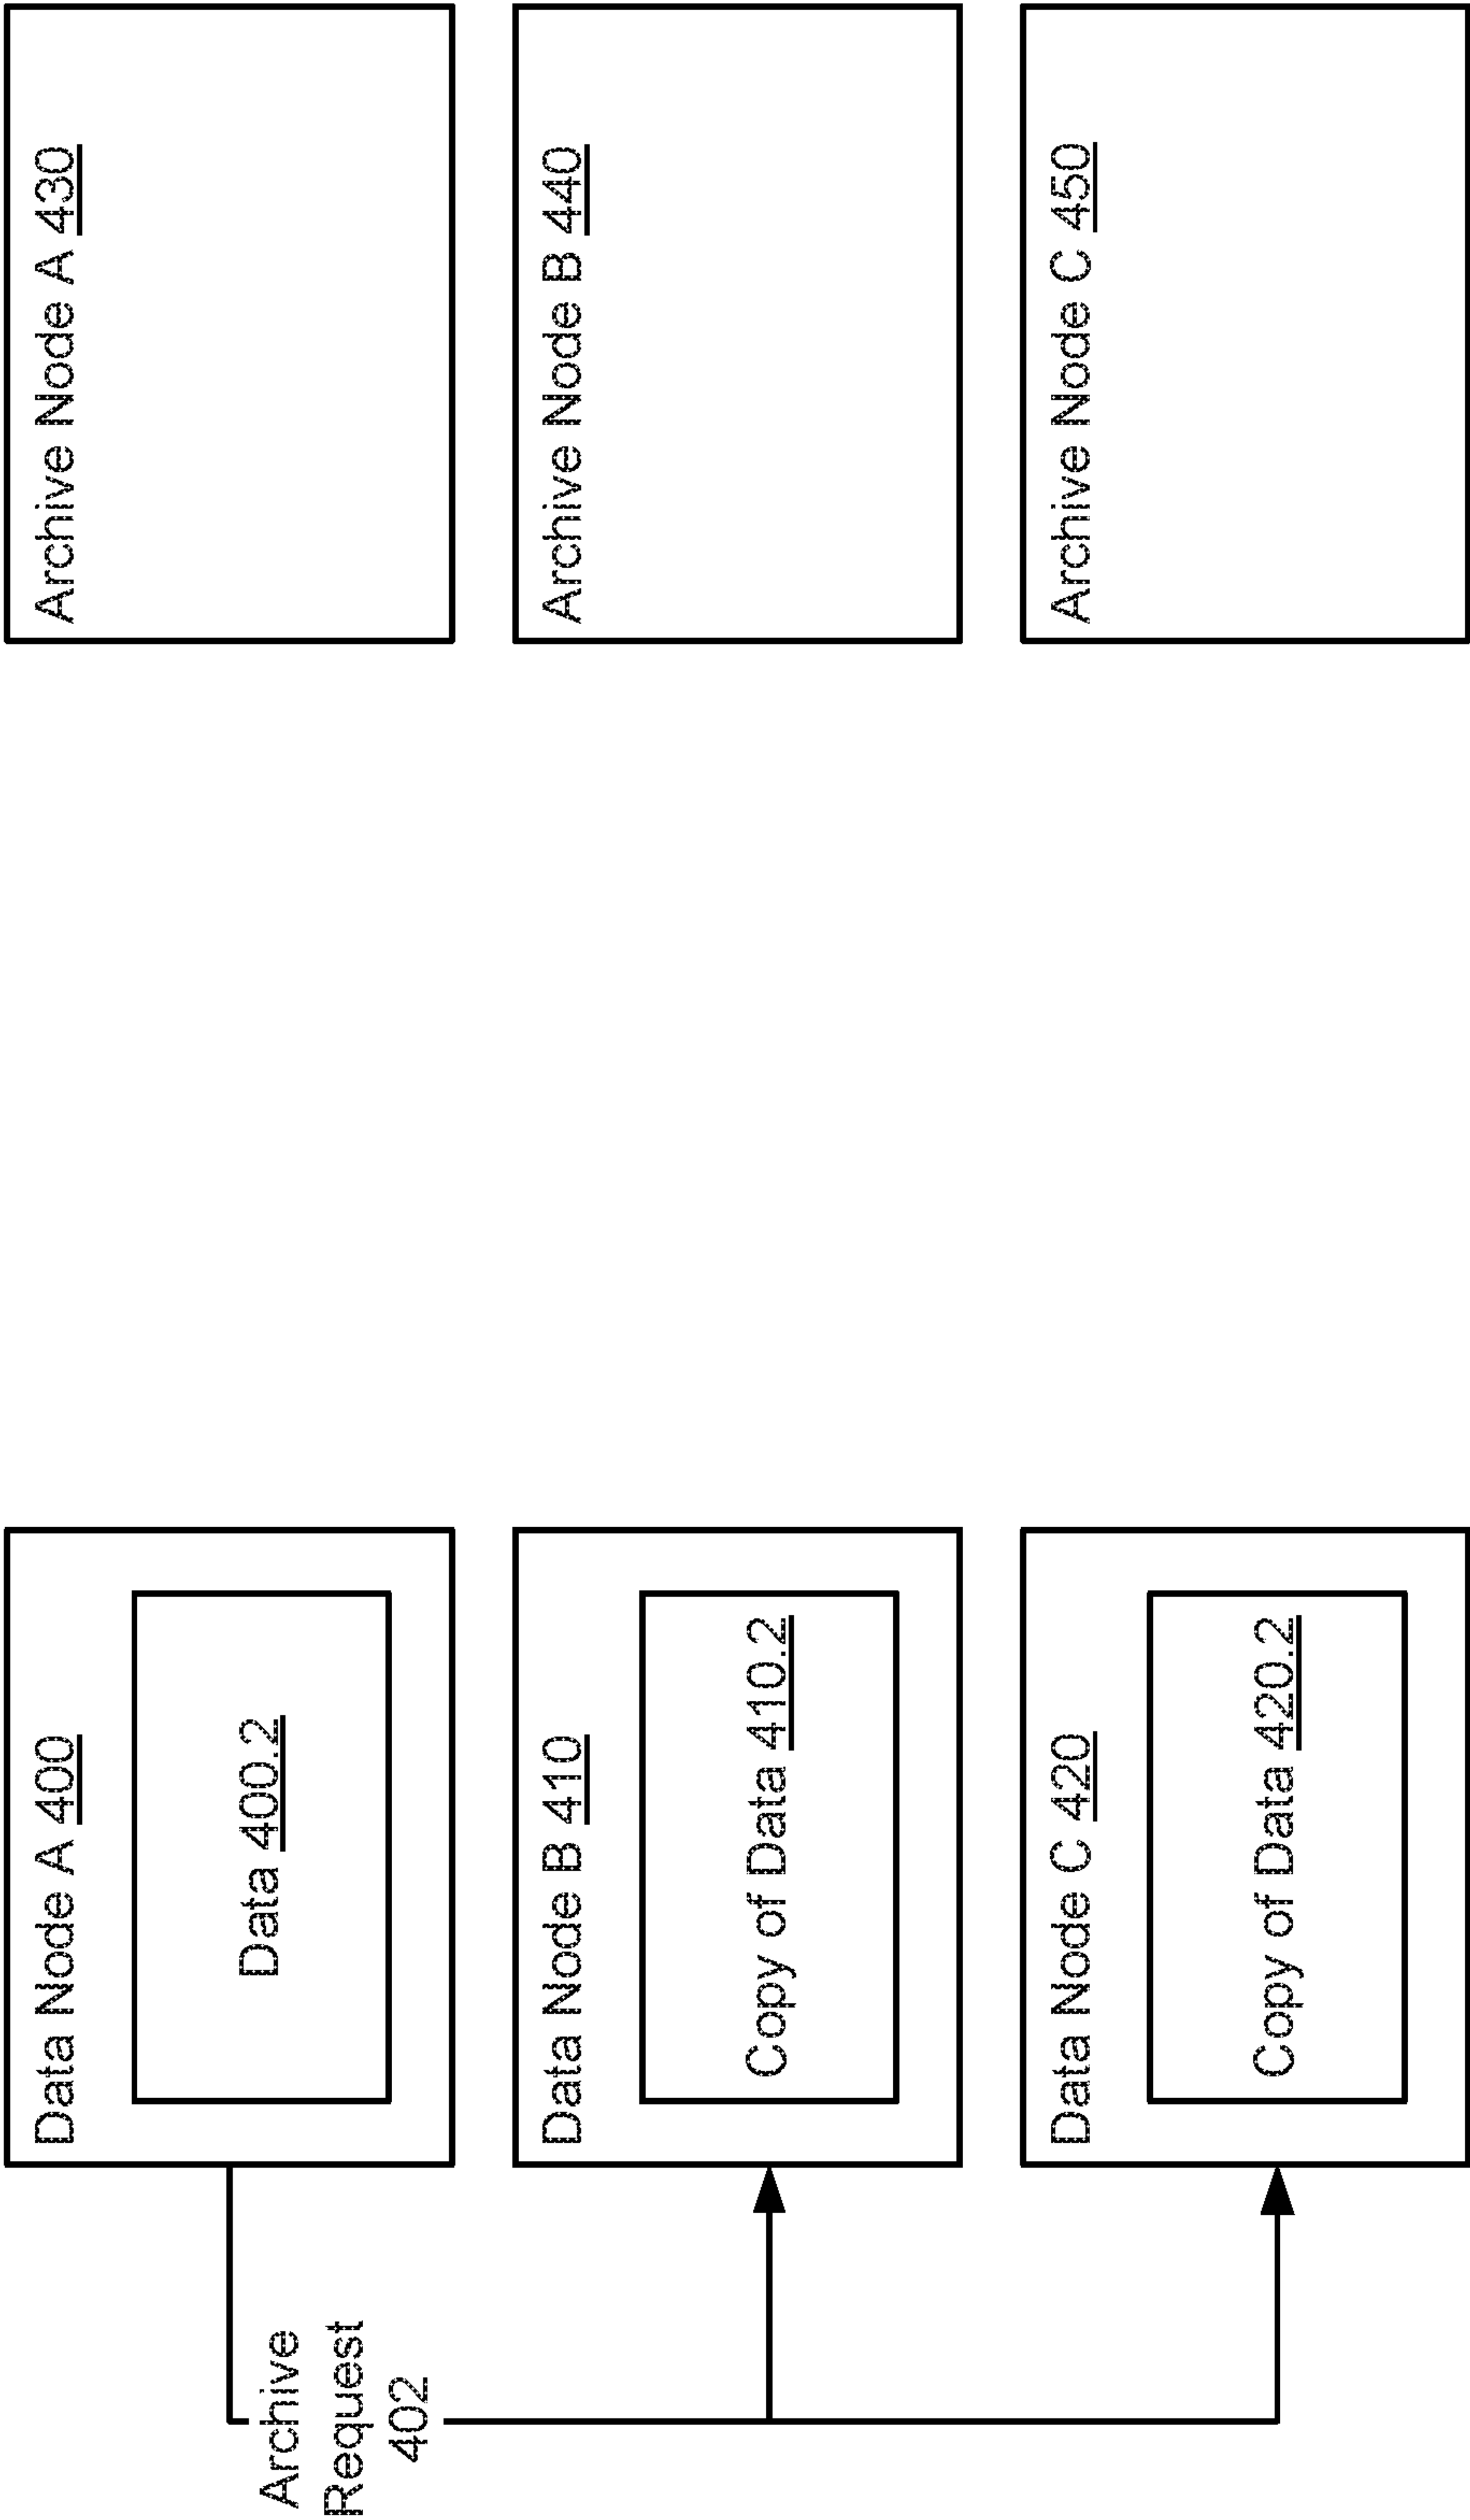 Data Node A 400
Data 400.2
Archive Node A 430
Archive
Request
402
Data Node B 410
Copy of Data 410.2
Archive Node B 440
Data Node C 420
Copy of Data 420.2
Archive Node C 450